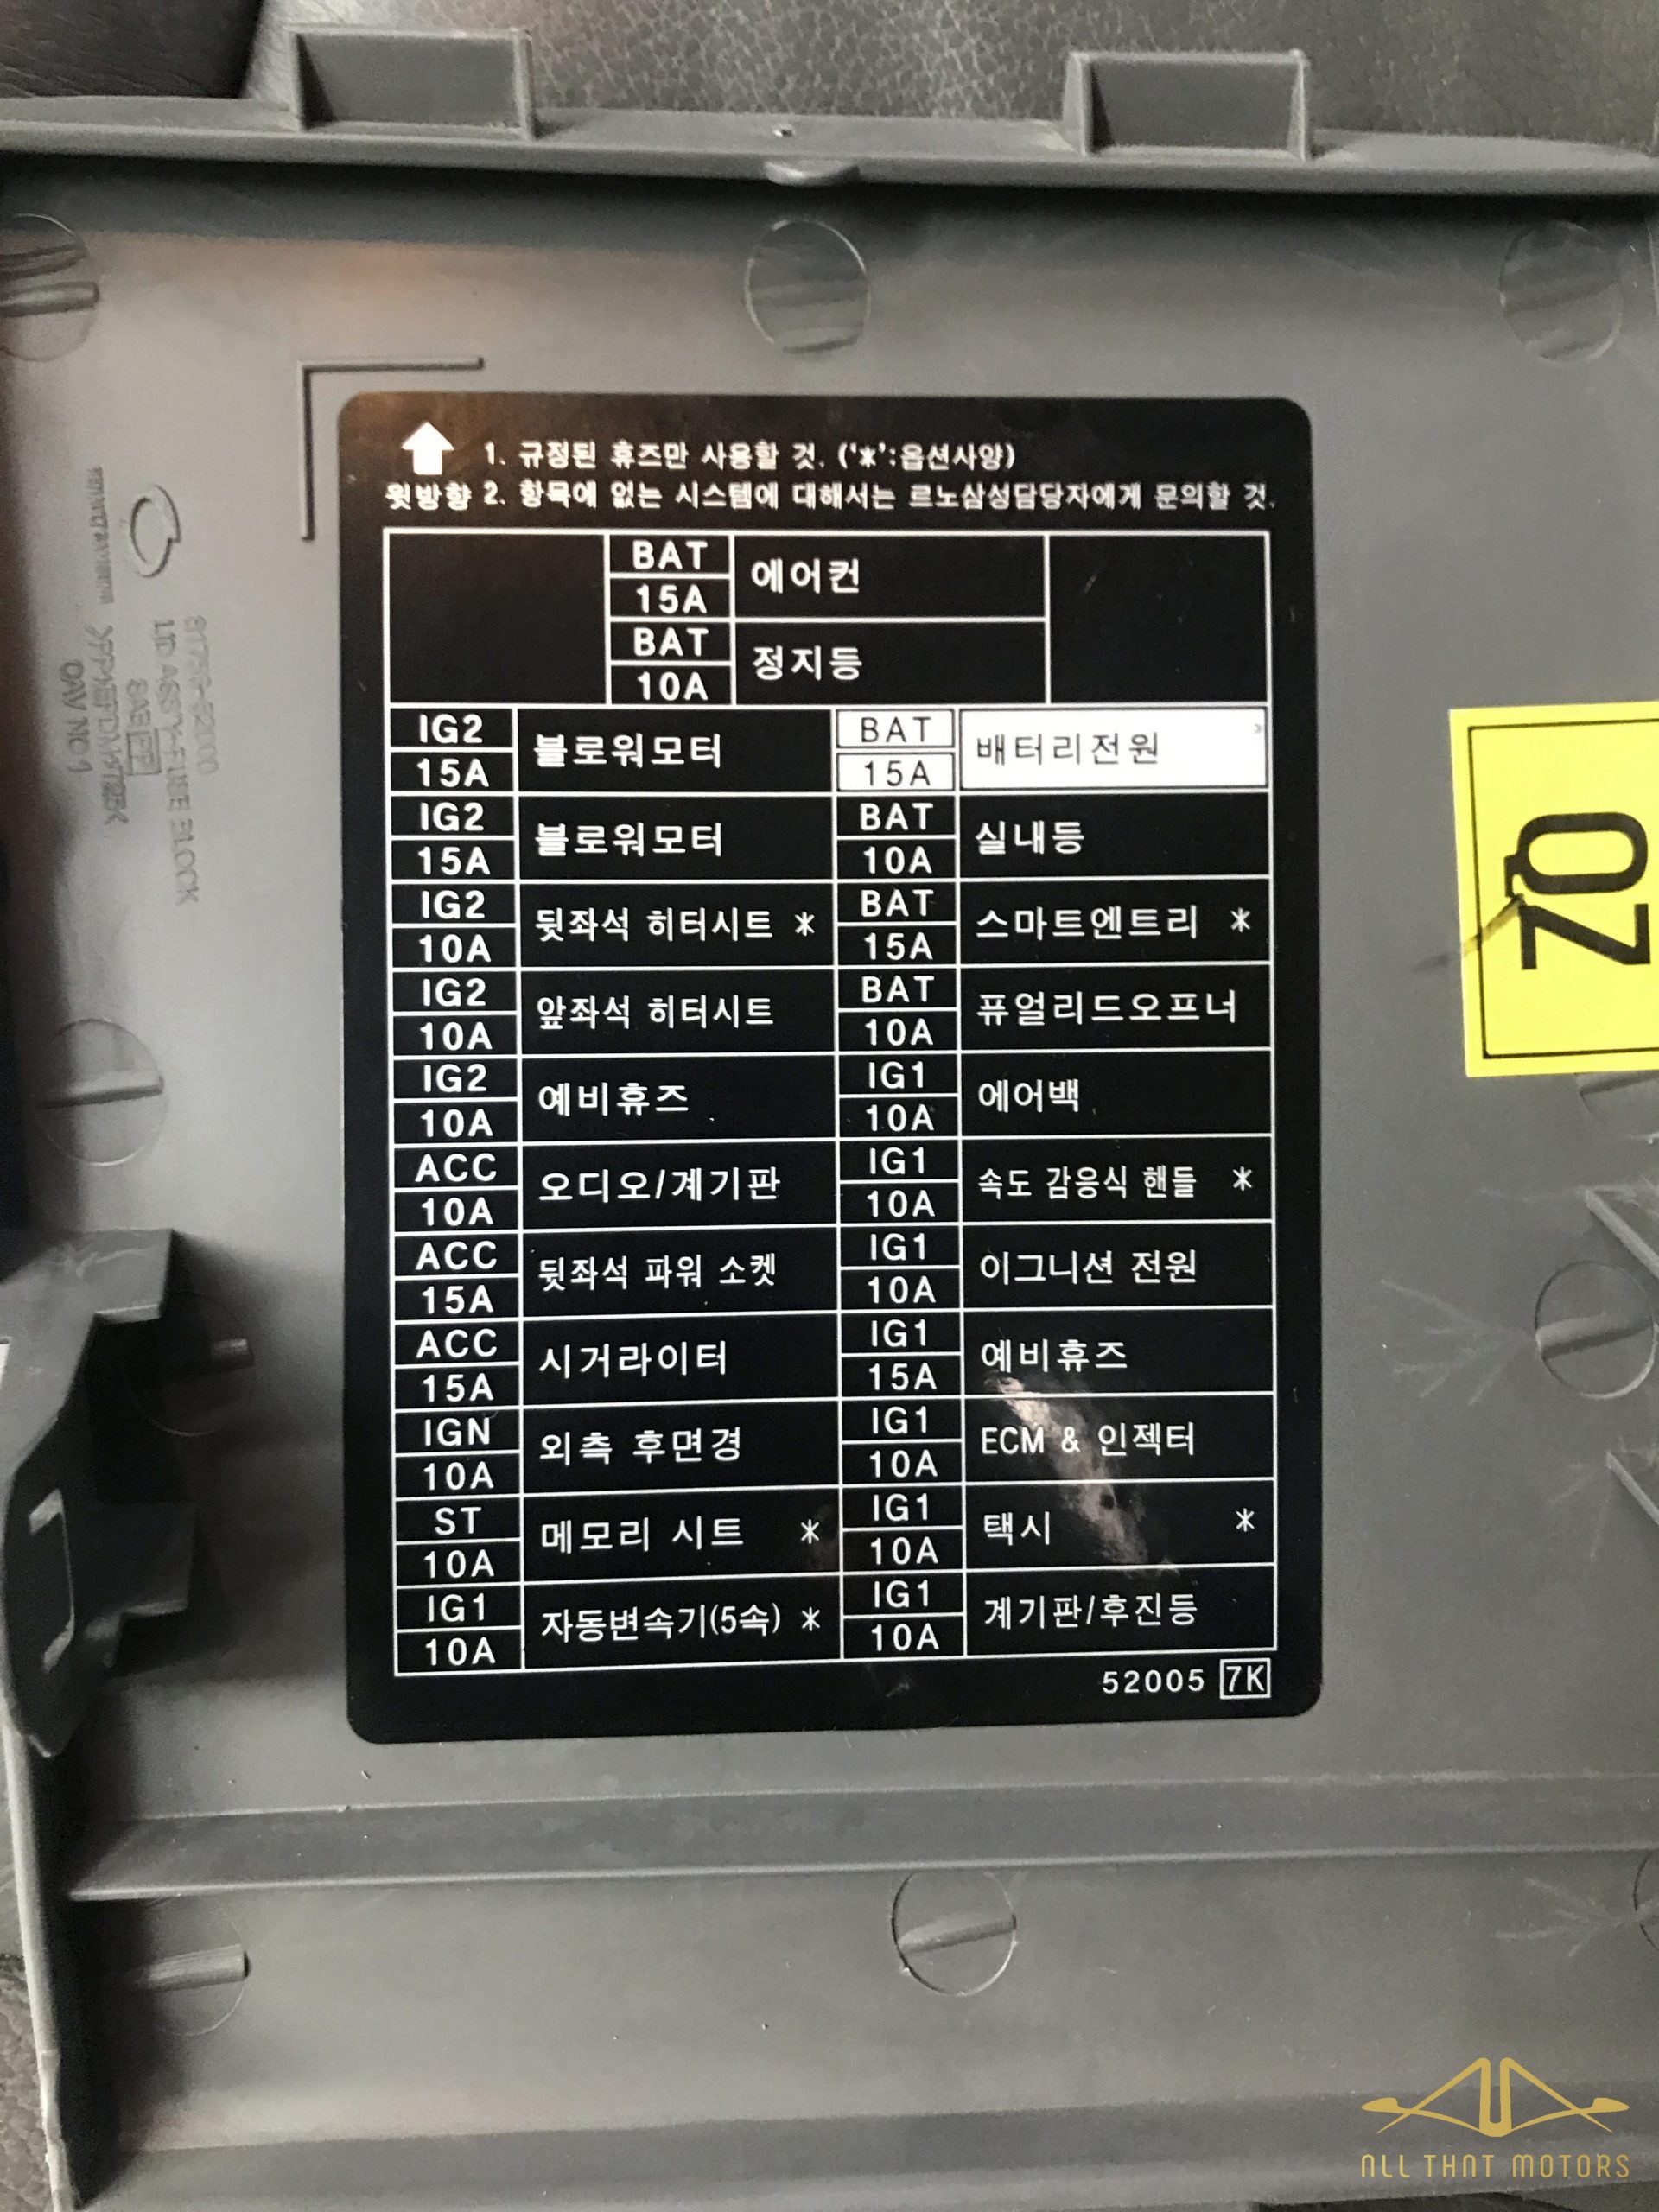 1. 규정된 휴즈만 사용할 것. ('*':옵션사양)
윗방향 2. 항목에 없는 시스템에 대해서는 르노삼성담당자에게 문의할 것.
BAT 15A 에어컨
BAT 10A 정지등
IG2 15A 블로워모터 BAT 15A 배터리전원
IG2 15A 블로워모터 BAT 10A 실내등
IG2 10A 뒷좌석 히터시트 * BAT 15A 스마트엔트리 *
IG2 10A 앞좌석 히터시트 BAT 10A 퓨얼리드오프너
IG2 10A 예비휴즈 IG1 10A 에어백
ACC 10A 오디오/계기판 IG1 10A 속도 감응식 핸들 *
ACC 15A 뒷좌석 파워 소켓 IG1 10A 이그니션 전원
ACC 15A 시거라이터 IG1 15A 예비휴즈
IGN 10A 외측 후면경 IG1 10A ECM & 인젝터
ST 10A 메모리 시트 * IG1 10A 택시 *
IG1 10A 자동변속기(5속) * IG1 10A 계기판/후진등
52005 7K
LID ASSY-FUSE BLOCK
CAV NO 1
ZQ
ALL THAT MOTORS